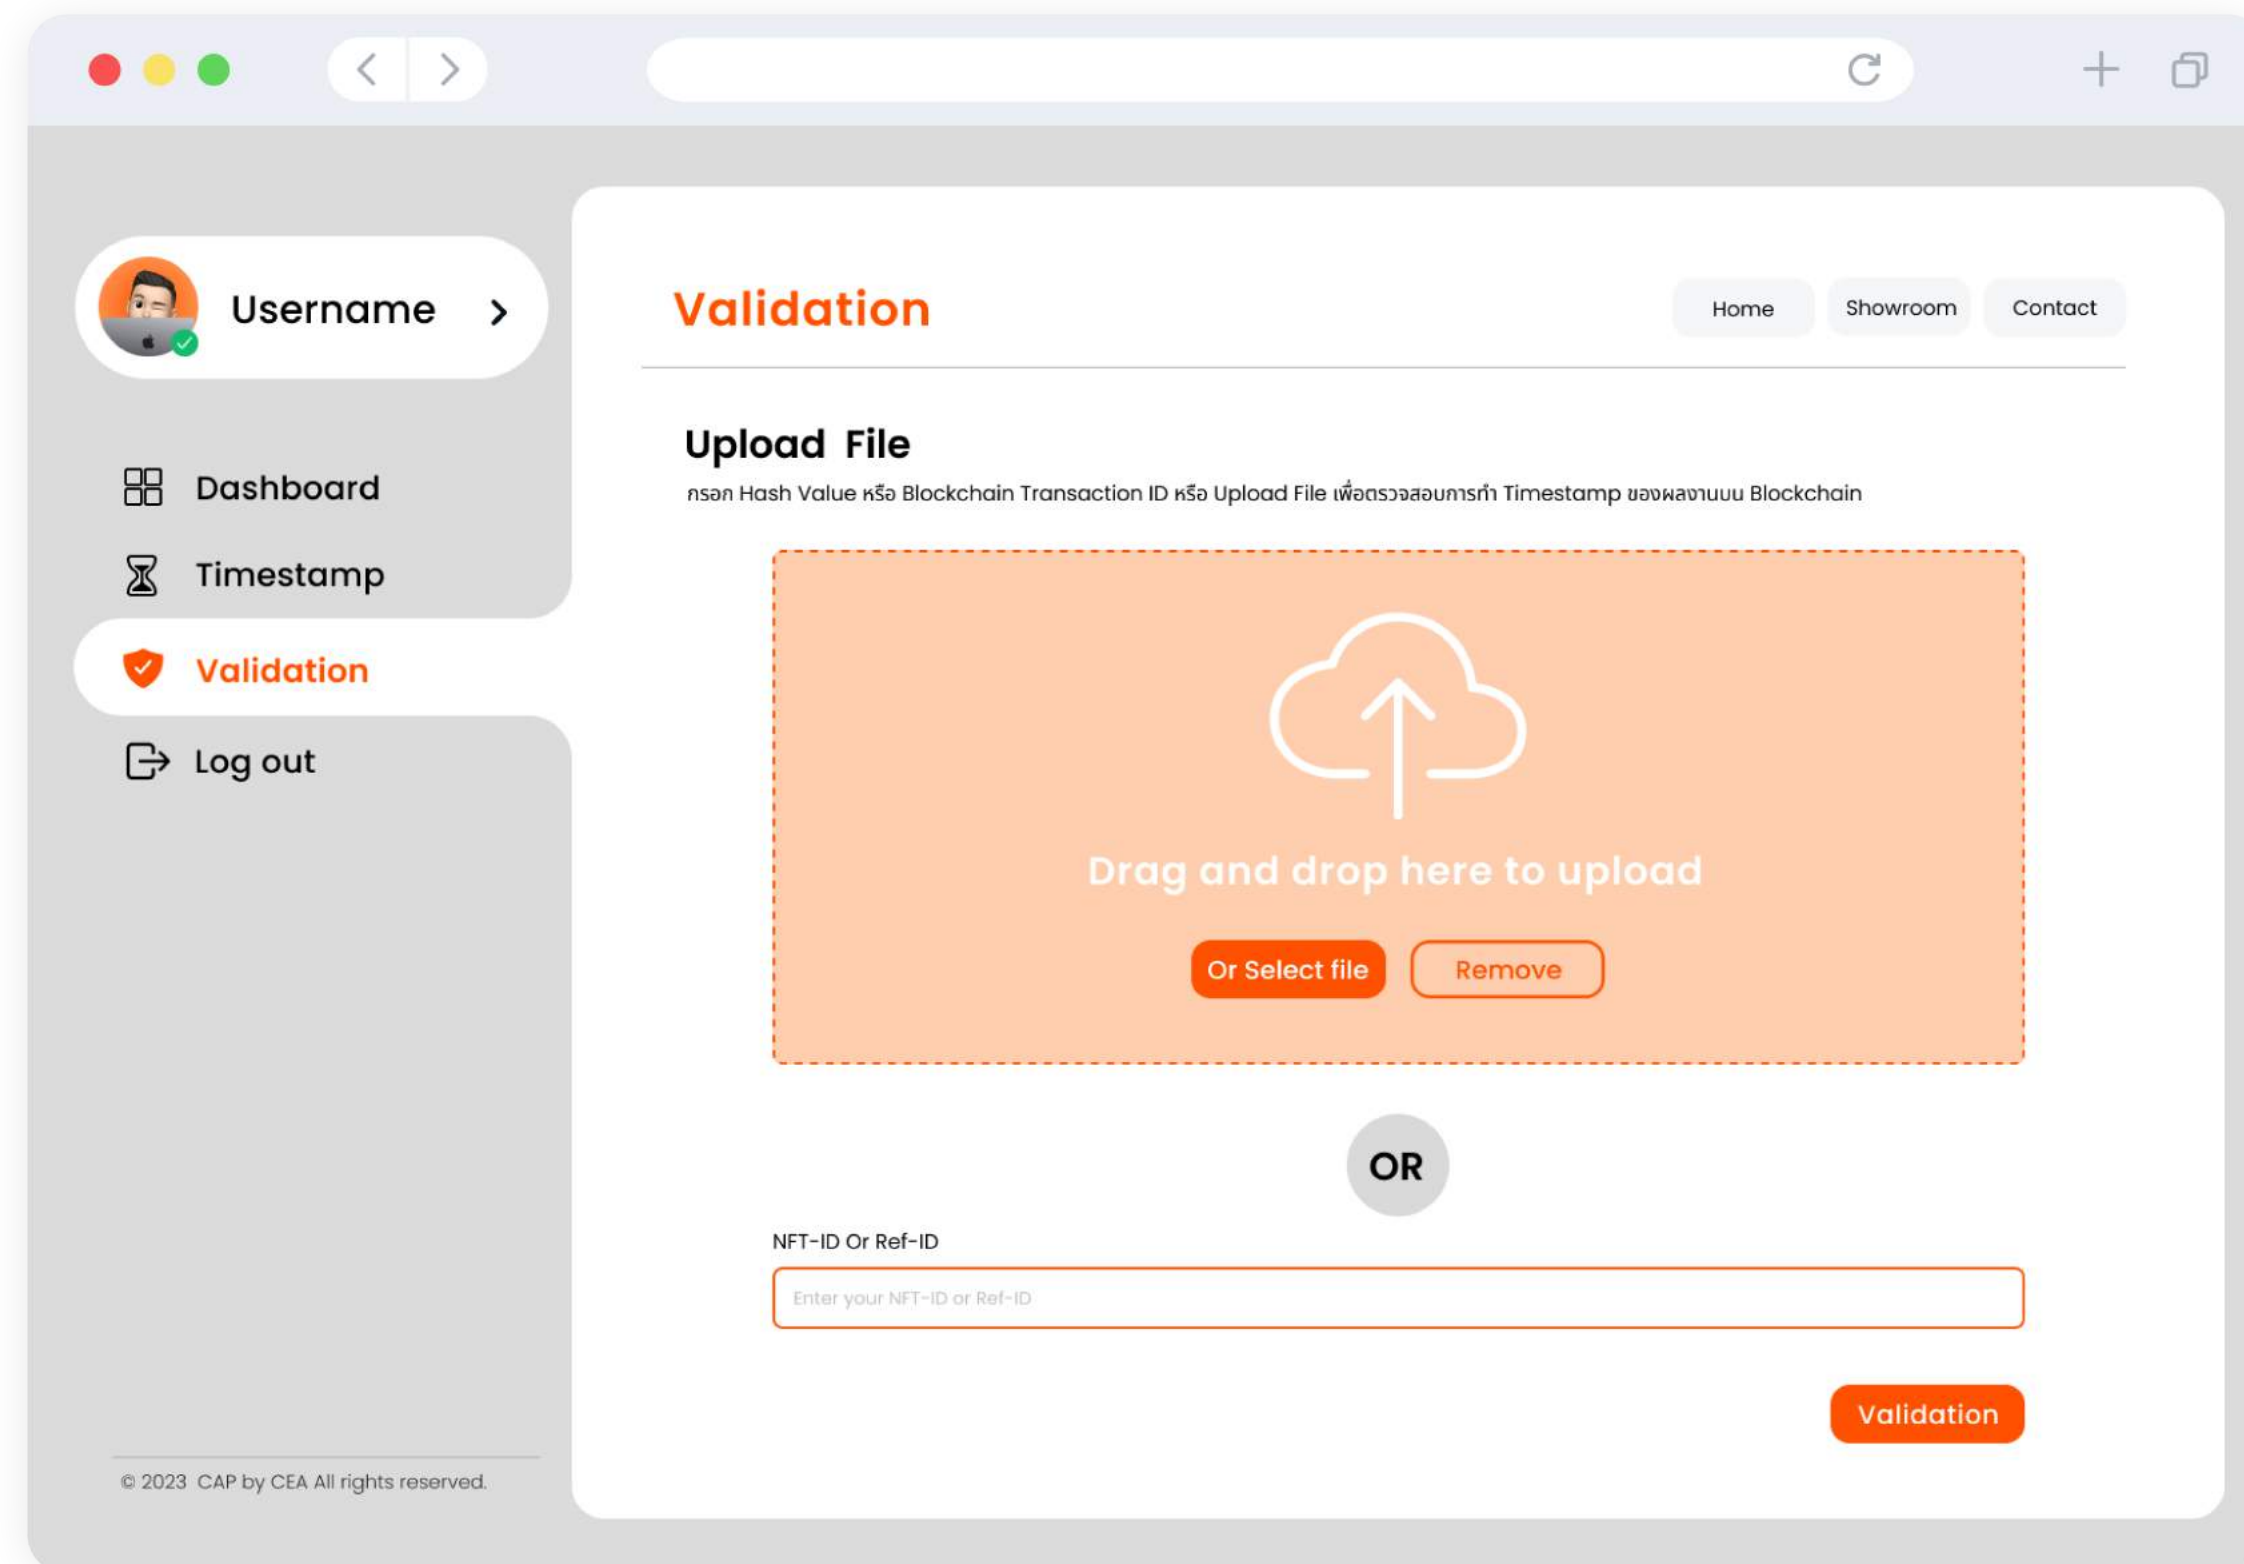 Username
Dashboard
Timestamp
Validation
Log out
© 2023 CAP by CEA All rights reserved.
Validation
Home Showroom Contact
Upload File
กรอก Hash Value หรือ Blockchain Transaction ID หรือ Upload File เพื่อตรวจสอบการทำ Timestamp ของผลงานบน Blockchain
Drag and drop here to upload
Or Select file Remove
OR
NFT-ID Or Ref-ID
Enter your NFT-ID or Ref-ID
Validation